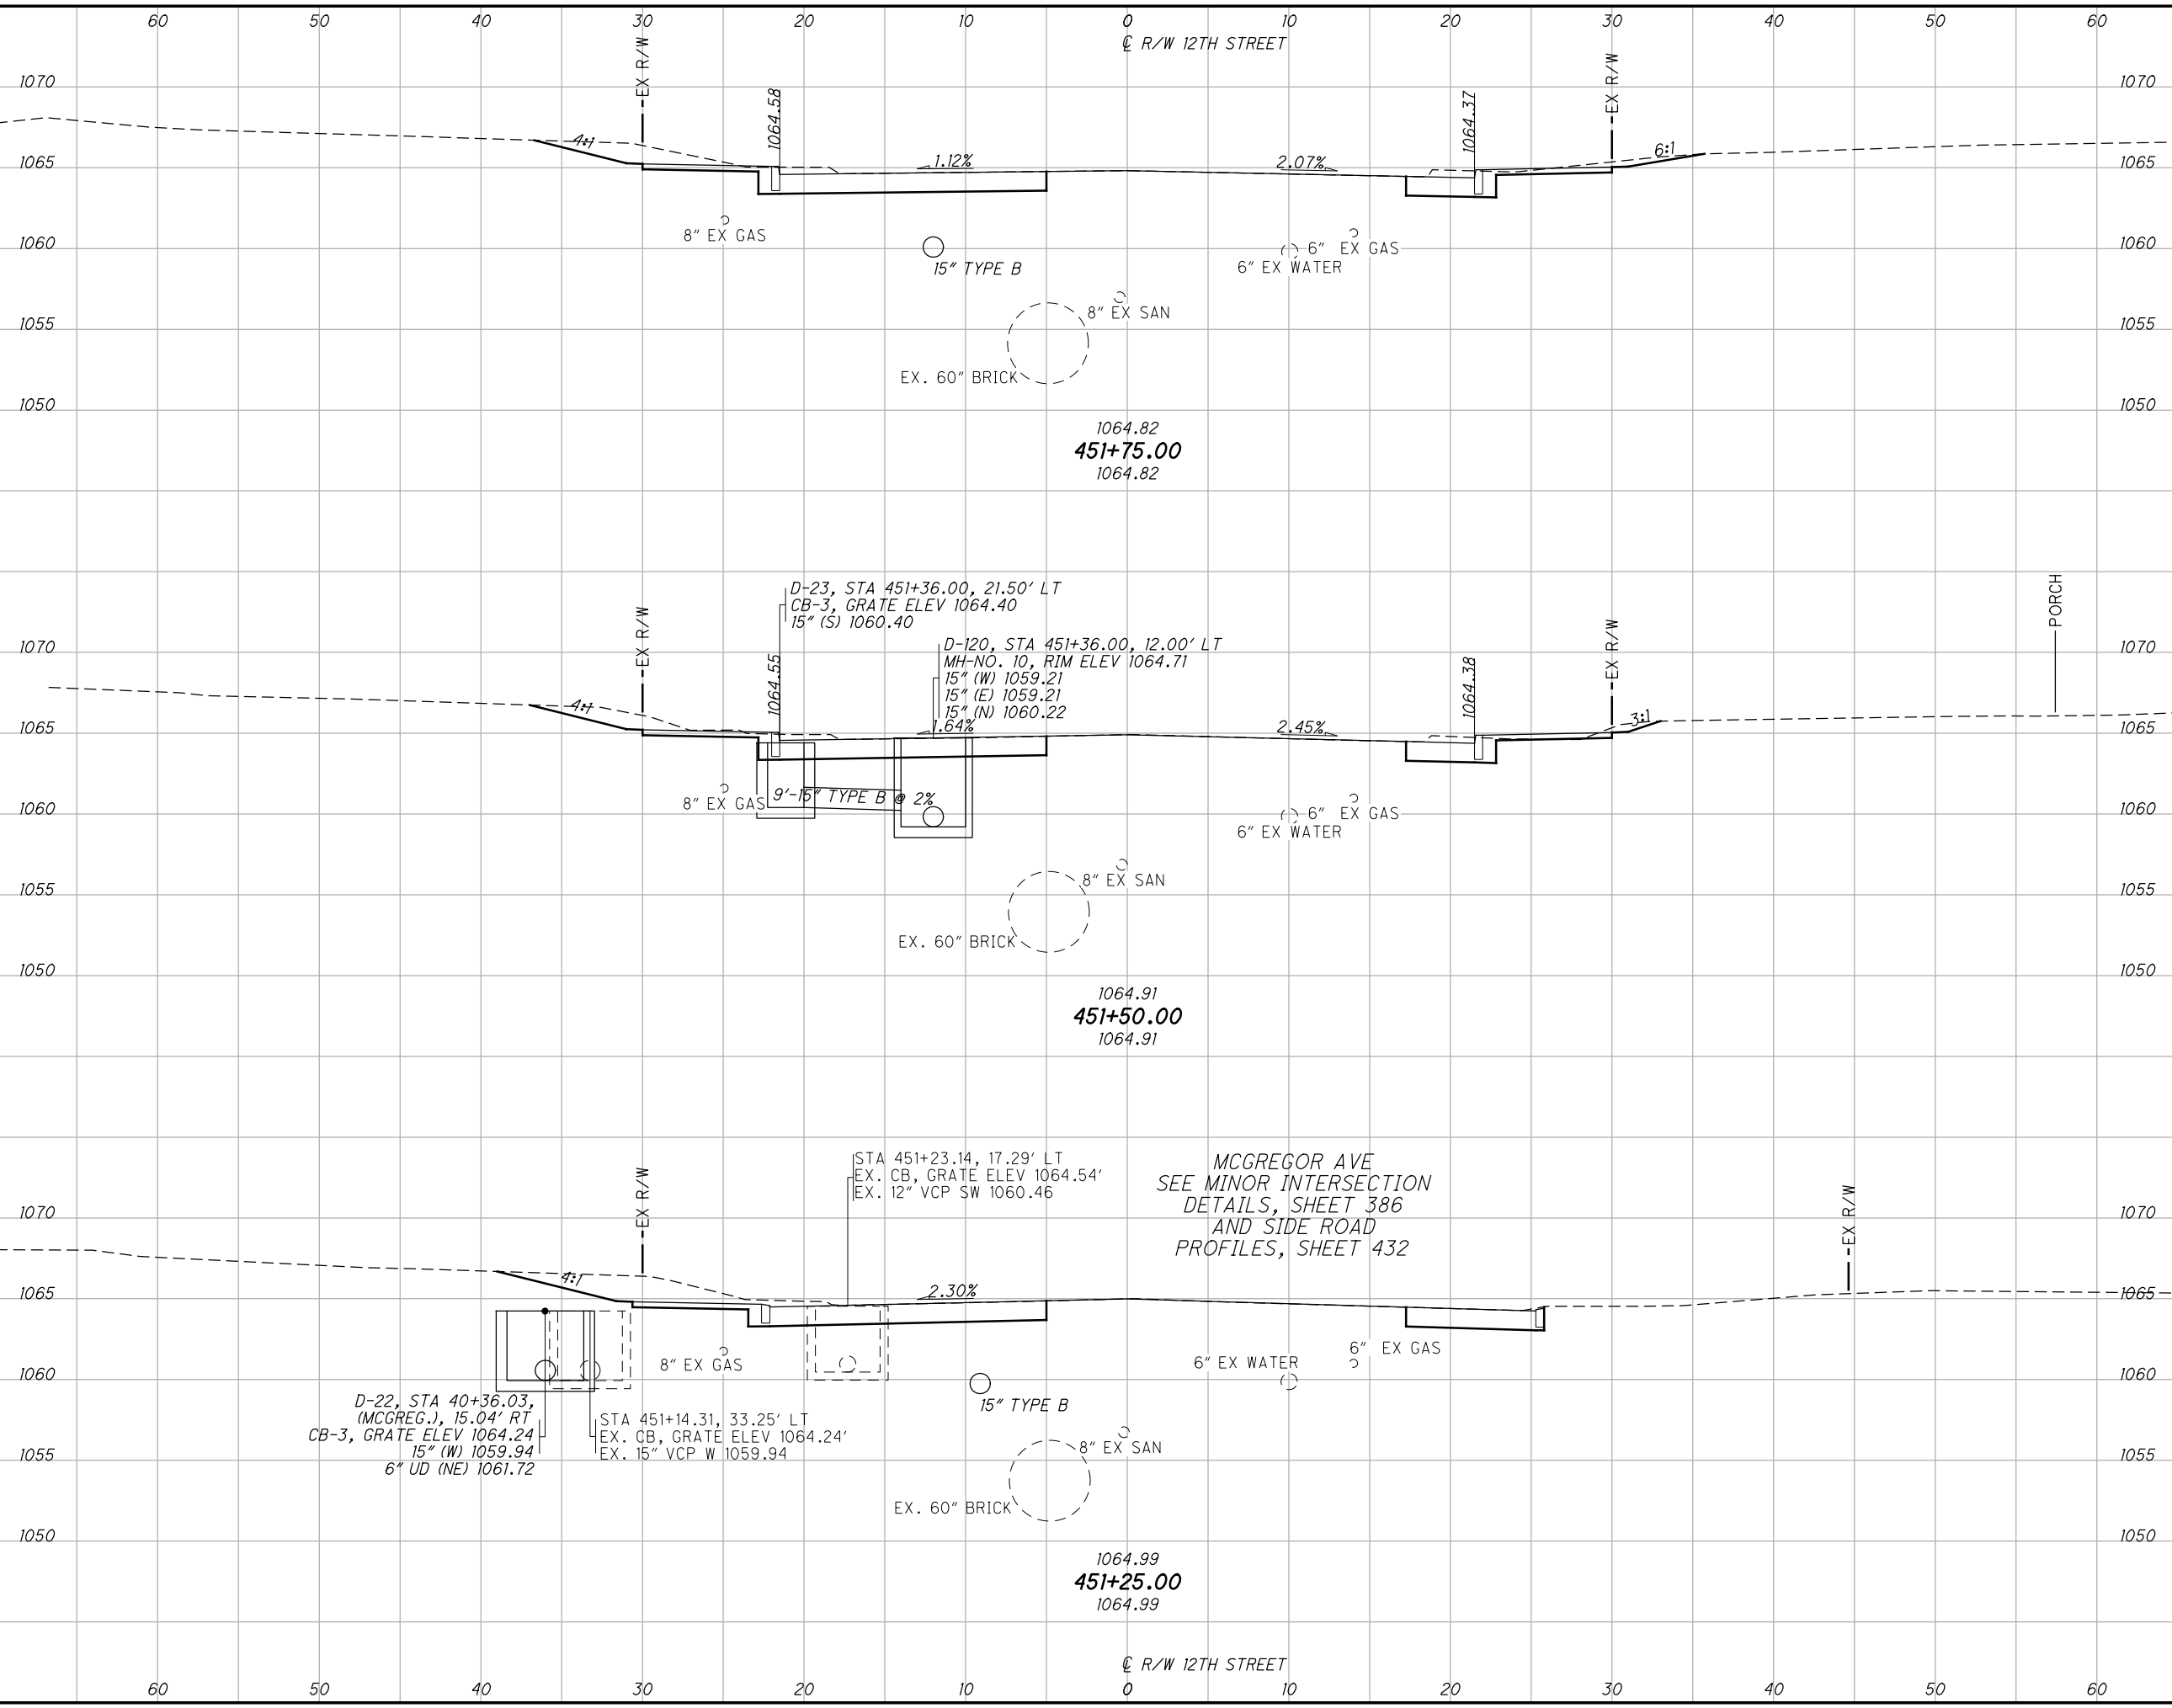 60 50 40 30 20 10 0 10 20 30 40 50 60
℄ R/W 12TH STREET
EX R/W
EX R/W
1070 1070
1064.58
1064.37
4:1
1.12%
2.07%
6:1
1065 1065
8" EX GAS
1060 1060
15" TYPE B
6" EX GAS
6" EX WATER
8" EX SAN
1055 1055
EX. 60" BRICK
1050 1050
1064.82
451+75.00
1064.82
D-23, STA 451+36.00, 21.50' LT
CB-3, GRATE ELEV 1064.40
15" (S) 1060.40
PORCH
EX R/W
EX R/W
D-120, STA 451+36.00, 12.00' LT
MH-NO. 10, RIM ELEV 1064.71
15" (W) 1059.21
15" (E) 1059.21
15" (N) 1060.22
1070 1070
1064.55
1064.38
4:1
1.64%
2.45%
3:1
1065 1065
8" EX GAS
9'-15" TYPE B @ 2%
6" EX GAS
1060 1060
6" EX WATER
8" EX SAN
1055 1055
EX. 60" BRICK
1050 1050
1064.91
451+50.00
1064.91
STA 451+23.14, 17.29' LT
EX. CB, GRATE ELEV 1064.54'
EX. 12" VCP SW 1060.46
MCGREGOR AVE
SEE MINOR INTERSECTION
DETAILS, SHEET 386
AND SIDE ROAD
PROFILES, SHEET 432
EX R/W
EX R/W
1070 1070
4:1
2.30%
1065 1065
8" EX GAS
6" EX WATER
6" EX GAS
1060 1060
D-22, STA 40+36.03,
(MCGREG.), 15.04' RT
CB-3, GRATE ELEV 1064.24
15" (W) 1059.94
6" UD (NE) 1061.72
STA 451+14.31, 33.25' LT
EX. CB, GRATE ELEV 1064.24'
EX. 15" VCP W 1059.94
15" TYPE B
8" EX SAN
1055 1055
EX. 60" BRICK
1050 1050
1064.99
451+25.00
1064.99
℄ R/W 12TH STREET
60 50 40 30 20 10 0 10 20 30 40 50 60